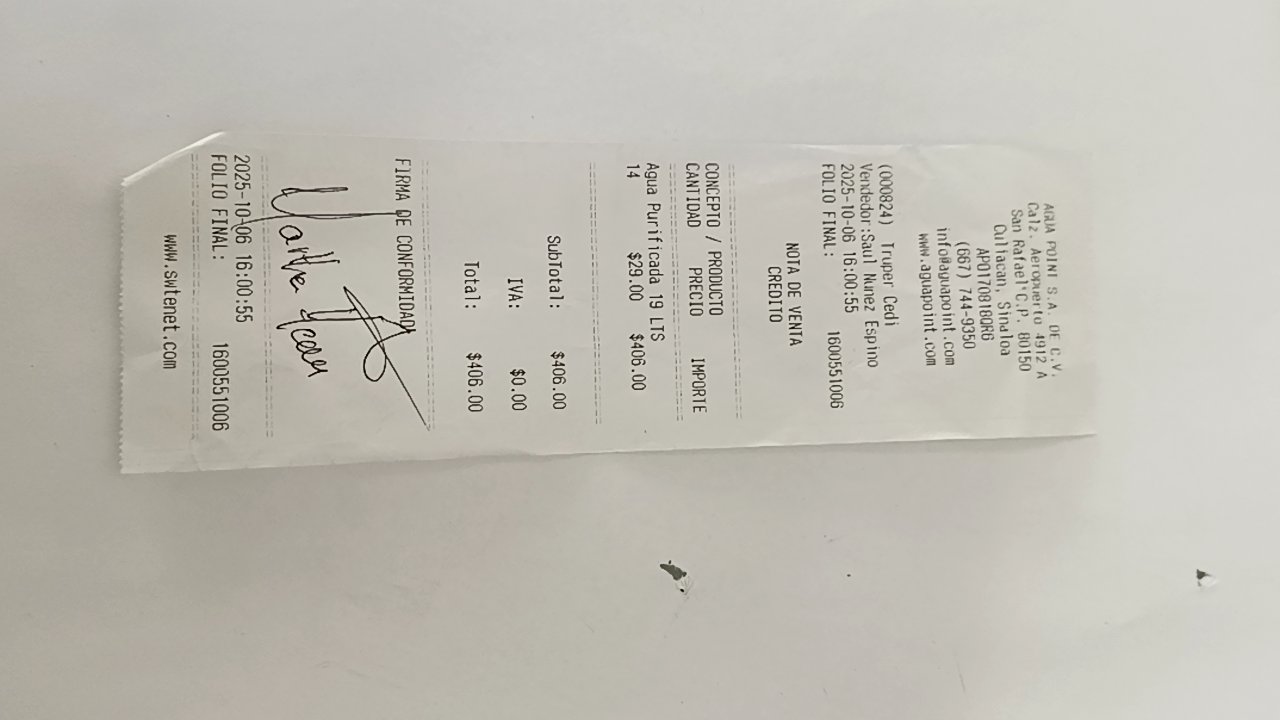 AGUA POINT S.A. DE C.V.
Calz. Aeropuerto 4912 A
San Rafael C.P. 80150
Culiacan, Sinaloa
APO170818QR6
(667) 744-9350
info@aguapoint.com
www.aguapoint.com
(000824) Truper Cedi
Vendedor:Saul Nunez Espino
2025-10-06 16:00:55
FOLIO FINAL: 1600551006
NOTA DE VENTA
CREDITO
CONCEPTO / PRODUCTO
CANTIDAD PRECIO IMPORTE
Agua Purificada 19 LTS
14 $29.00 $406.00
SubTotal: $406.00
IVA: $0.00
Total: $406.00
FIRMA DE CONFORMIDAD
2025-10-06 16:00:55
FOLIO FINAL: 1600551006
www.swtenet.com